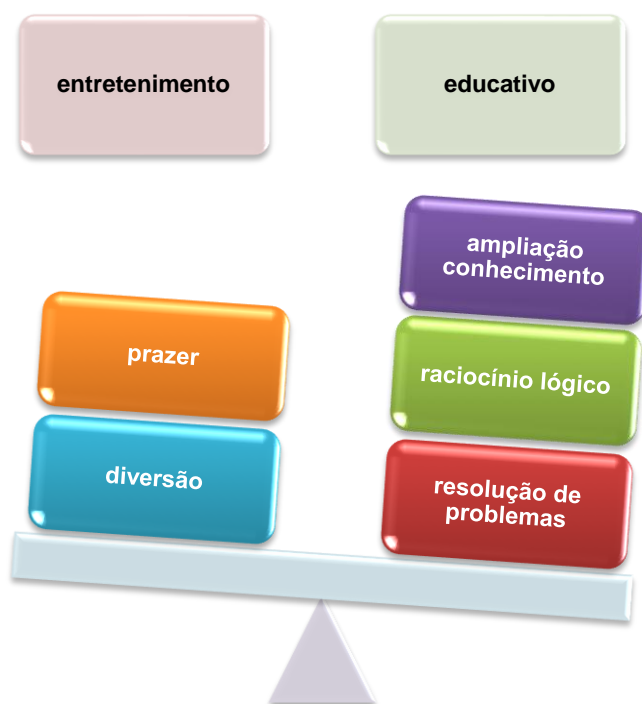 entretenimento
educativo
ampliação
conhecimento
prazer
raciocínio lógico
diversão
resolução de
problemas